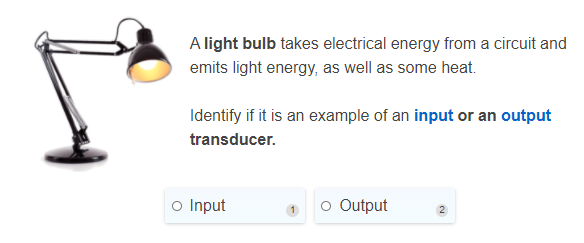 A light bulb takes electrical energy from a circuit and
emits light energy, as well as some heat.
Identify if it is an example of an input or an output
transducer.
Input 1
Output 2